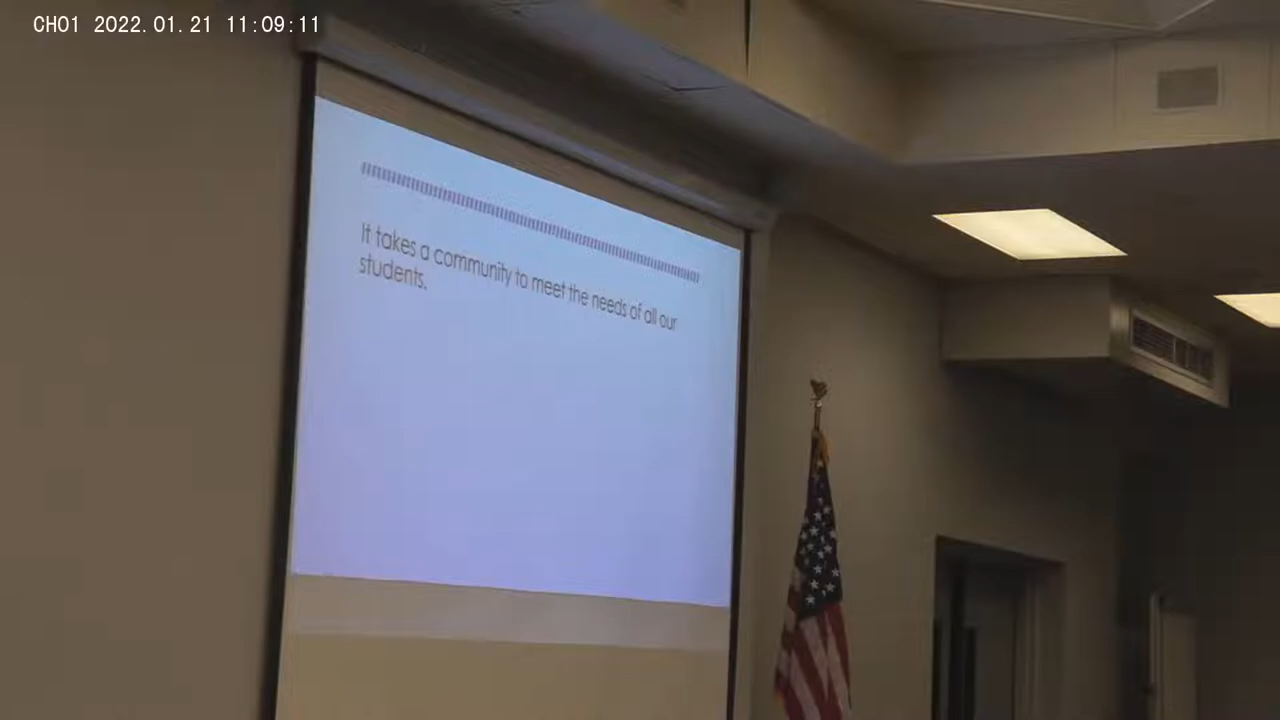 CH01 2022.01.21 11:09:11
It takes a community to meet the needs of all our
students.